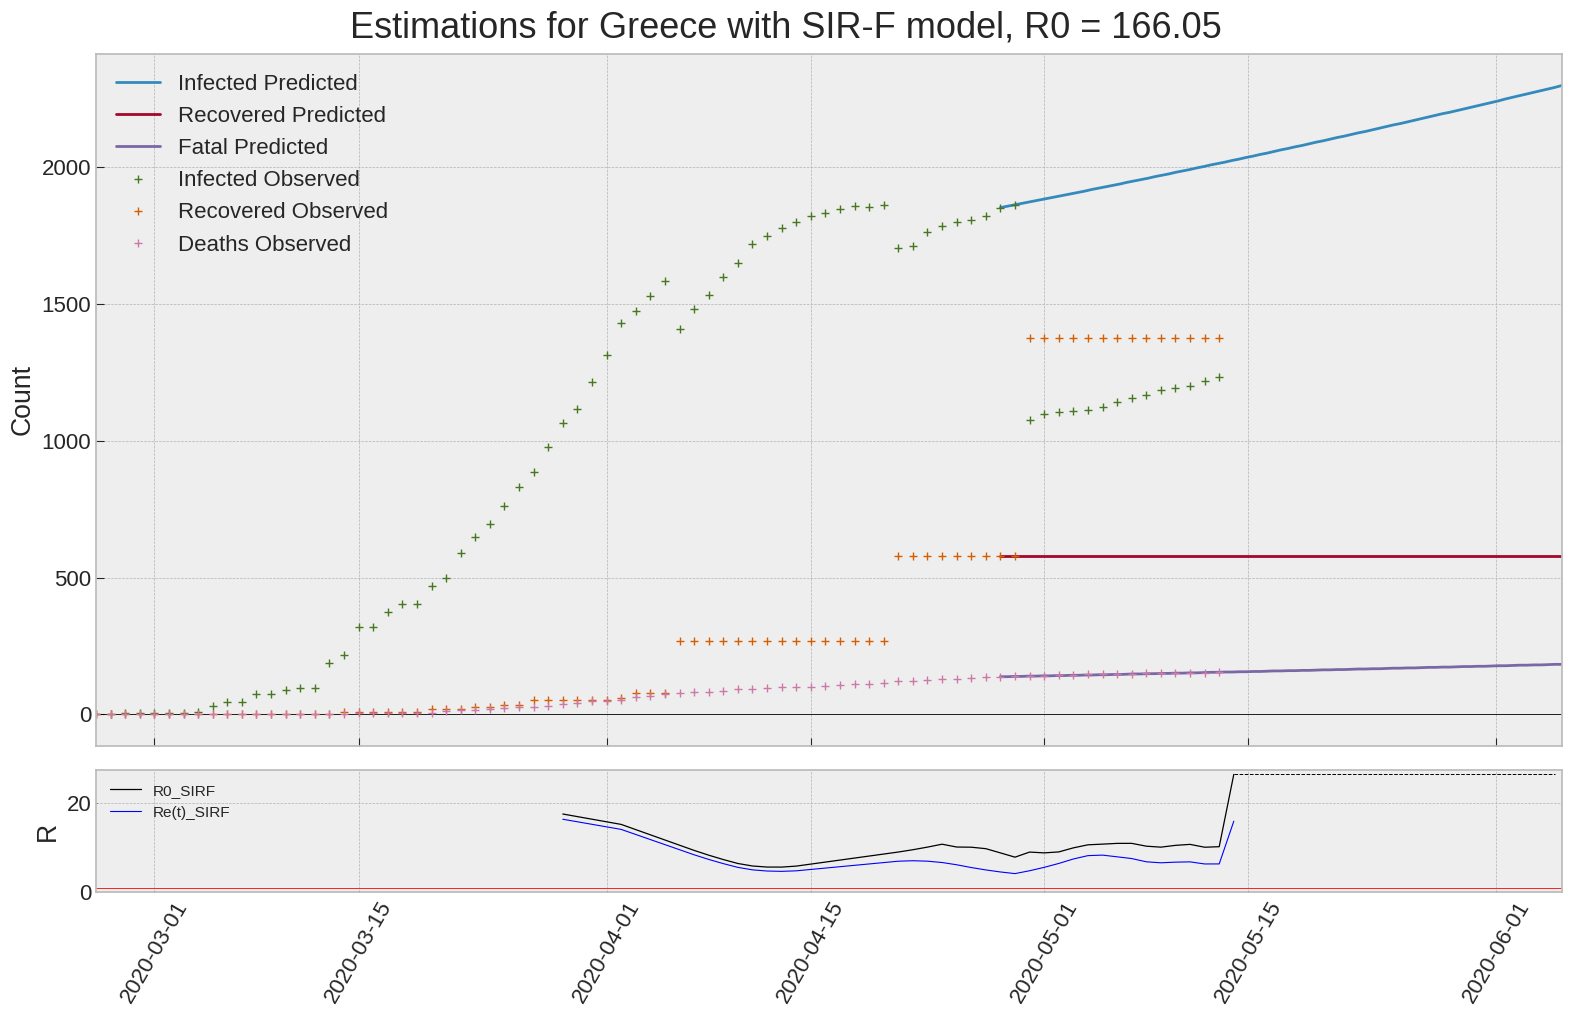 Estimations for Greece with SIR-F model, R0 = 166.05
Infected Predicted
Recovered Predicted
Fatal Predicted
Infected Observed
Recovered Observed
Deaths Observed
2000
1500
1000
500
0
Count
R0_SIRF
Re(t)_SIRF
20
0
R
2020-03-01
2020-03-15
2020-04-01
2020-04-15
2020-05-01
2020-05-15
2020-06-01